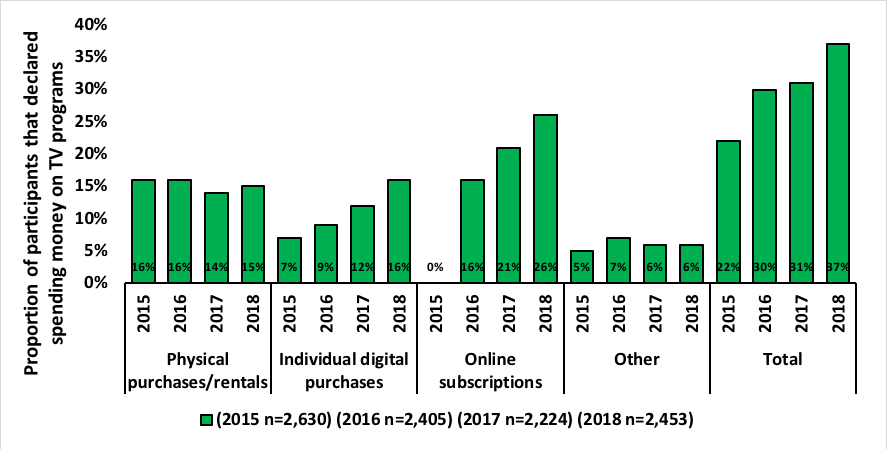 Proportion of participants that declared
spending money on TV programs
40%
35%
30%
25%
20%
15%
10%
5%
0%
16% 16% 14% 15% 7% 9% 12% 16% 0% 16% 21% 26% 5% 7% 6% 6% 22% 30% 31% 37%
2015 2016 2017 2018 2015 2016 2017 2018 2015 2016 2017 2018 2015 2016 2017 2018 2015 2016 2017 2018
Physical
purchases/rentals
Individual digital
purchases
Online
subscriptions
Other
Total
(2015 n=2,630) (2016 n=2,405) (2017 n=2,224) (2018 n=2,453)